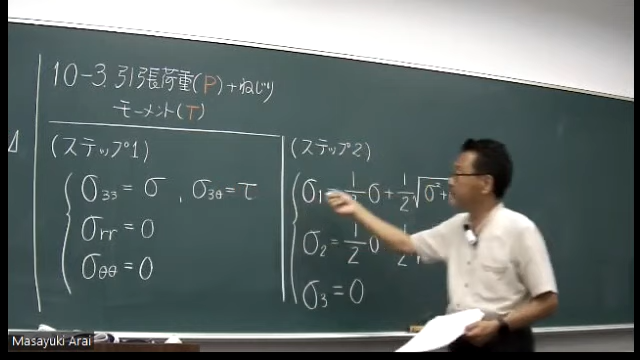 10-3. 引張荷重(P)+ねじり
モーメント(T)
(ステップ1)
σ33 = σ , σ3θ = τ
σrr = 0
σθθ = 0
(ステップ2)
σ1 = 1/2 σ + 1/2 √σ² +
σ2 = 1/2 σ 1/2
σ3 = 0
Masayuki Arai